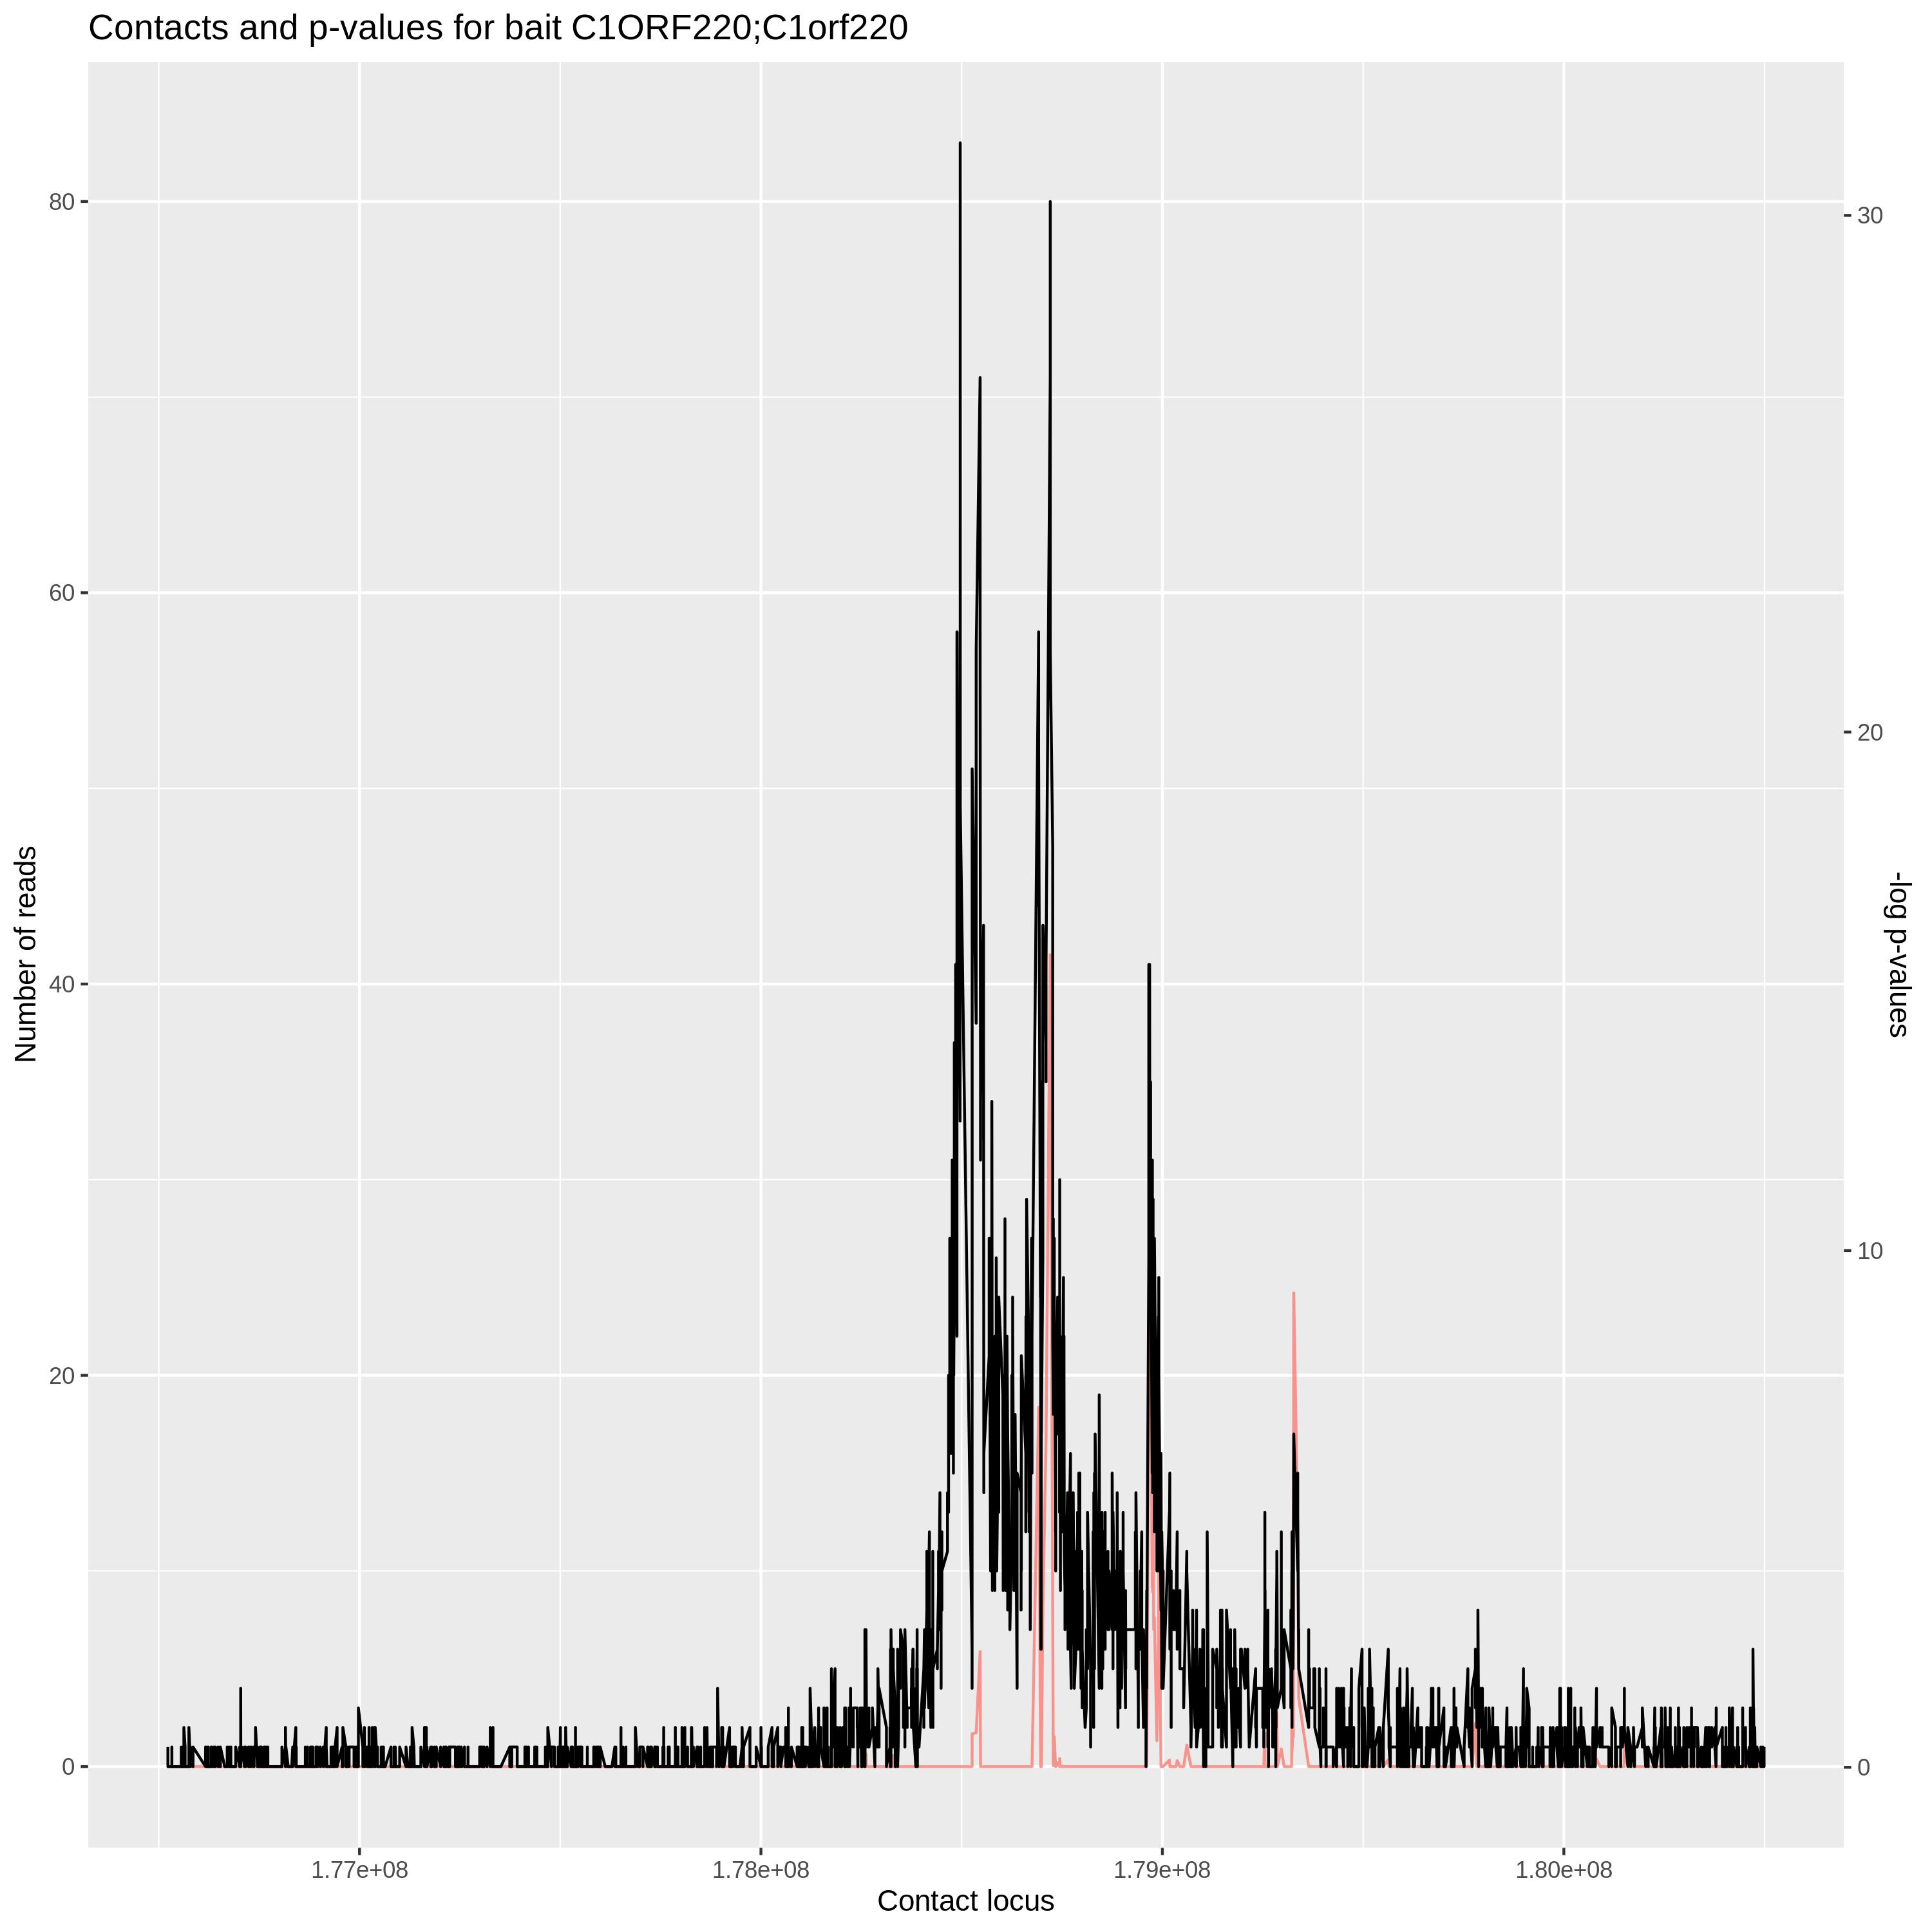 Contacts and p-values for bait C1ORF220;C1orf220
80
60
40
20
0
Number of reads
30
20
10
0
-log p-values
1.77e+08
1.78e+08
1.79e+08
1.80e+08
Contact locus